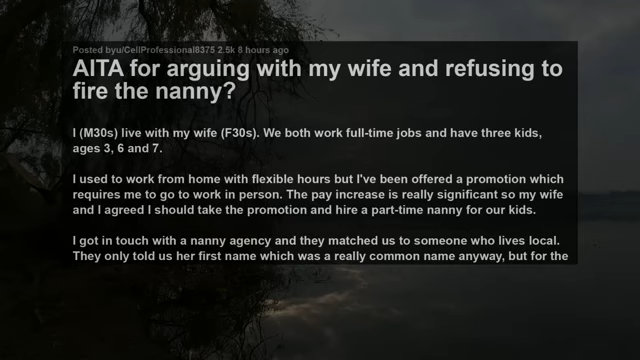 Posted byu/CellProfessional8375 2.5k 8 hours ago
AITA for arguing with my wife and refusing to
fire the nanny?
I (M30s) live with my wife (F30s). We both work full-time jobs and have three kids,
ages 3, 6 and 7.
I used to work from home with flexible hours but I've been offered a promotion which
requires me to go to work in person. The pay increase is really significant so my wife
and I agreed I should take the promotion and hire a part-time nanny for our kids.
I got in touch with a nanny agency and they matched us to someone who lives local.
They only told us her first name which was a really common name anyway, but for the